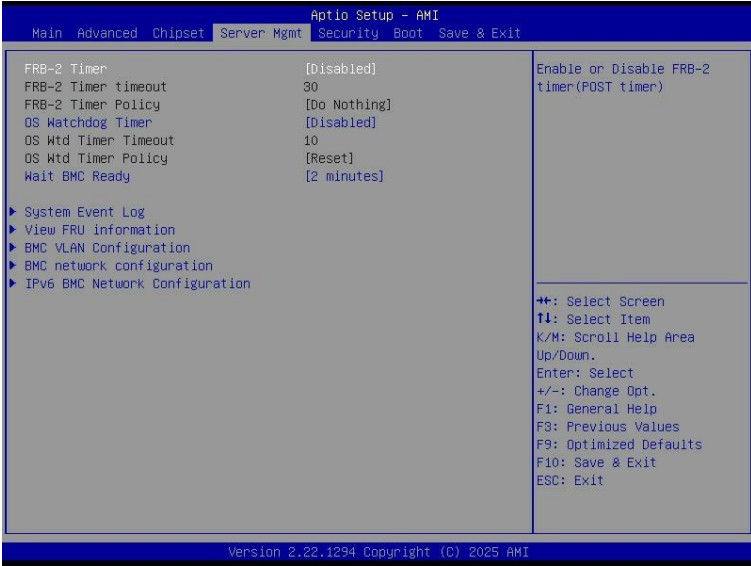 Aptio Setup – AMI
Main Advanced Chipset Server Mgmt Security Boot Save & Exit
FRB-2 Timer [Disabled]
FRB-2 Timer timeout 30
FRB-2 Timer Policy [Do Nothing]
OS Watchdog Timer [Disabled]
OS Wtd Timer Timeout 10
OS Wtd Timer Policy [Reset]
Wait BMC Ready [2 minutes]
System Event Log
View FRU information
BMC VLAN Configuration
BMC network configuration
IPv6 BMC Network Configuration
Enable or Disable FRB-2
timer(POST timer)
→←: Select Screen
↑↓: Select Item
K/M: Scroll Help Area
Up/Down.
Enter: Select
+/-: Change Opt.
F1: General Help
F3: Previous Values
F9: Optimized Defaults
F10: Save & Exit
ESC: Exit
Version 2.22.1294 Copyright (C) 2025 AMI